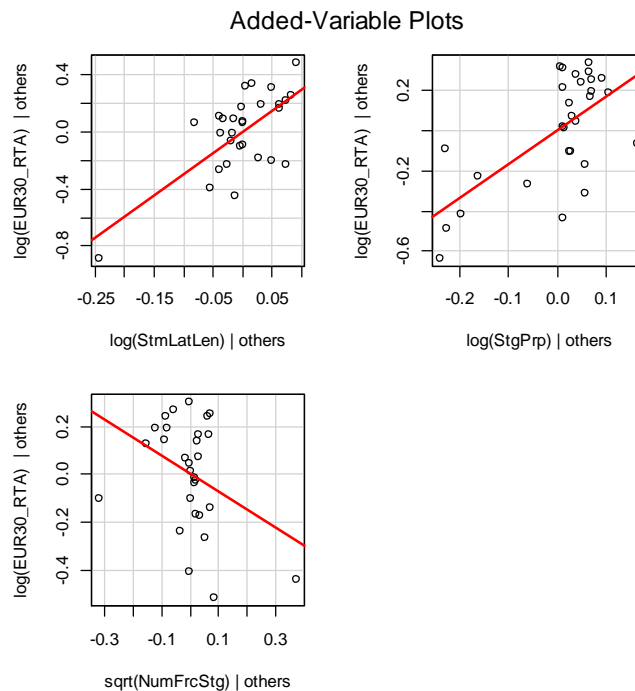 Added-Variable Plots
log(EUR30_RTA) | others
0.4
0.0
-0.4
-0.8
-0.25 -0.15 -0.05 0.05
log(StmLatLen) | others
log(EUR30_RTA) | others
0.2
-0.2
-0.6
-0.2 0.0 0.1
log(StgPrp) | others
log(EUR30_RTA) | others
0.2
0.0
-0.2
-0.4
-0.3 -0.1 0.1 0.3
sqrt(NumFrcStg) | others